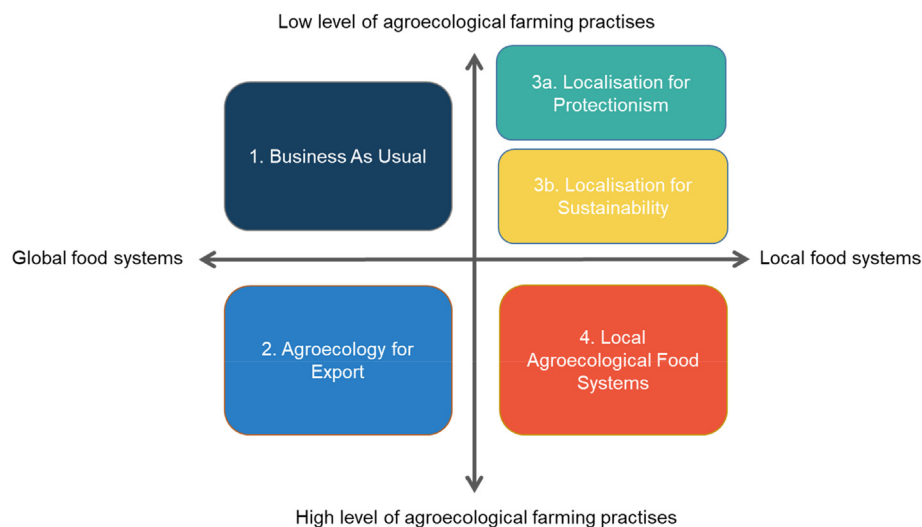 Low level of agroecological farming practises
3a. Localisation for
Protectionism
1. Business As Usual
3b. Localisation for
Sustainability
Global food systems
Local food systems
2. Agroecology for
Export
4. Local
Agroecological Food
Systems
High level of agroecological farming practises